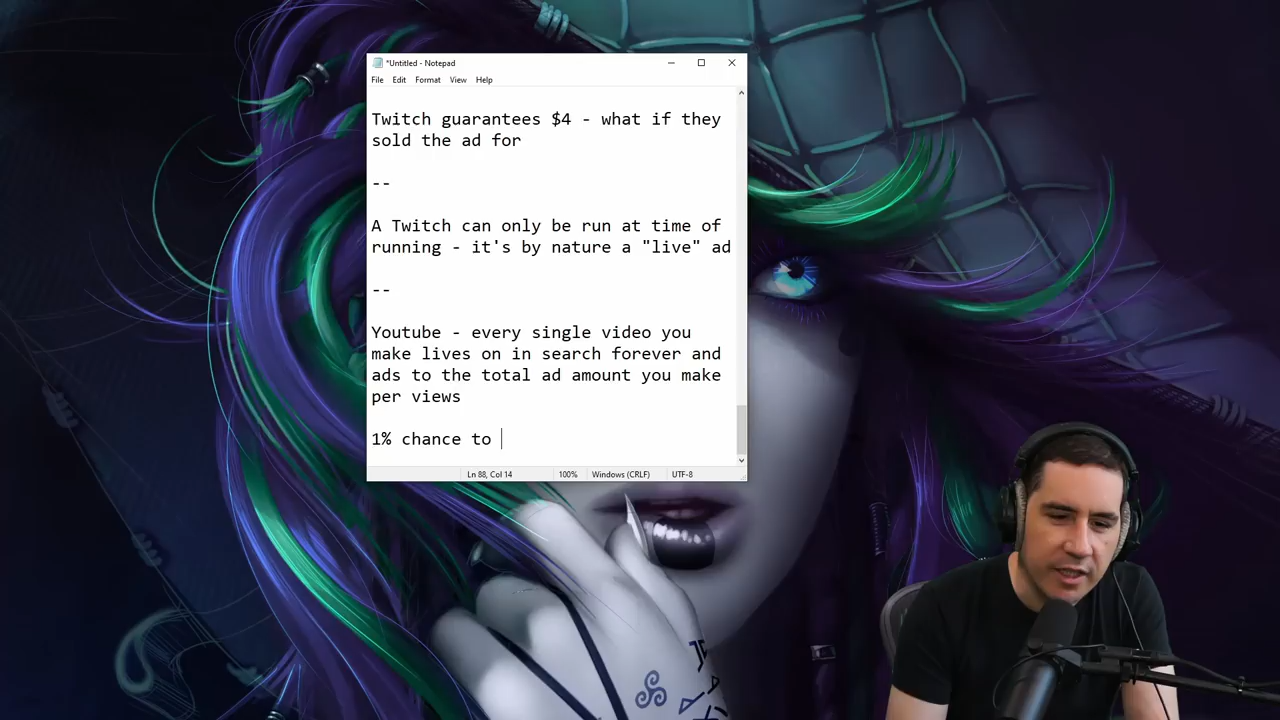 *Untitled - Notepad
File Edit Format View Help
Twitch guarantees $4 - what if they
sold the ad for
--
A Twitch can only be run at time of
running - it's by nature a "live" ad
--
Youtube - every single video you
make lives on in search forever and
ads to the total ad amount you make
per views
1% chance to
Ln 88, Col 14 100% Windows (CRLF) UTF-8